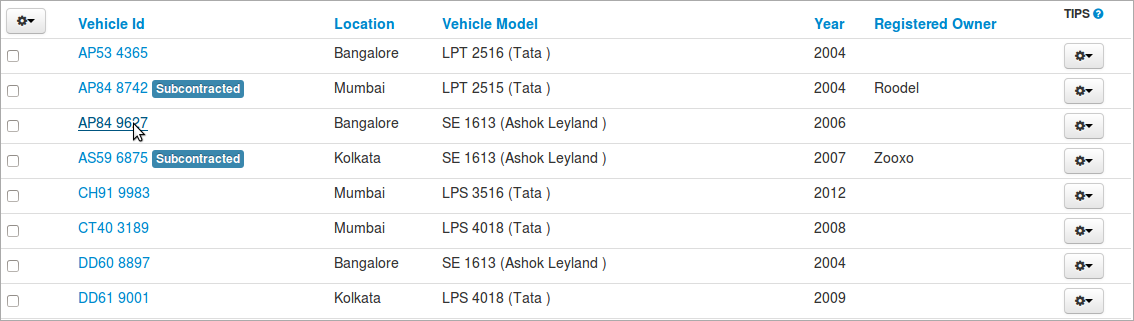 Vehicle Id Location Vehicle Model Year Registered Owner TIPS ?
AP53 4365 Bangalore LPT 2516 (Tata ) 2004
AP84 8742 Subcontracted Mumbai LPT 2515 (Tata ) 2004 Roodel
AP84 9627 Bangalore SE 1613 (Ashok Leyland ) 2006
AS59 6875 Subcontracted Kolkata SE 1613 (Ashok Leyland ) 2007 Zooxo
CH91 9983 Mumbai LPS 3516 (Tata ) 2012
CT40 3189 Mumbai LPS 4018 (Tata ) 2008
DD60 8897 Bangalore SE 1613 (Ashok Leyland ) 2004
DD61 9001 Kolkata LPS 4018 (Tata ) 2009